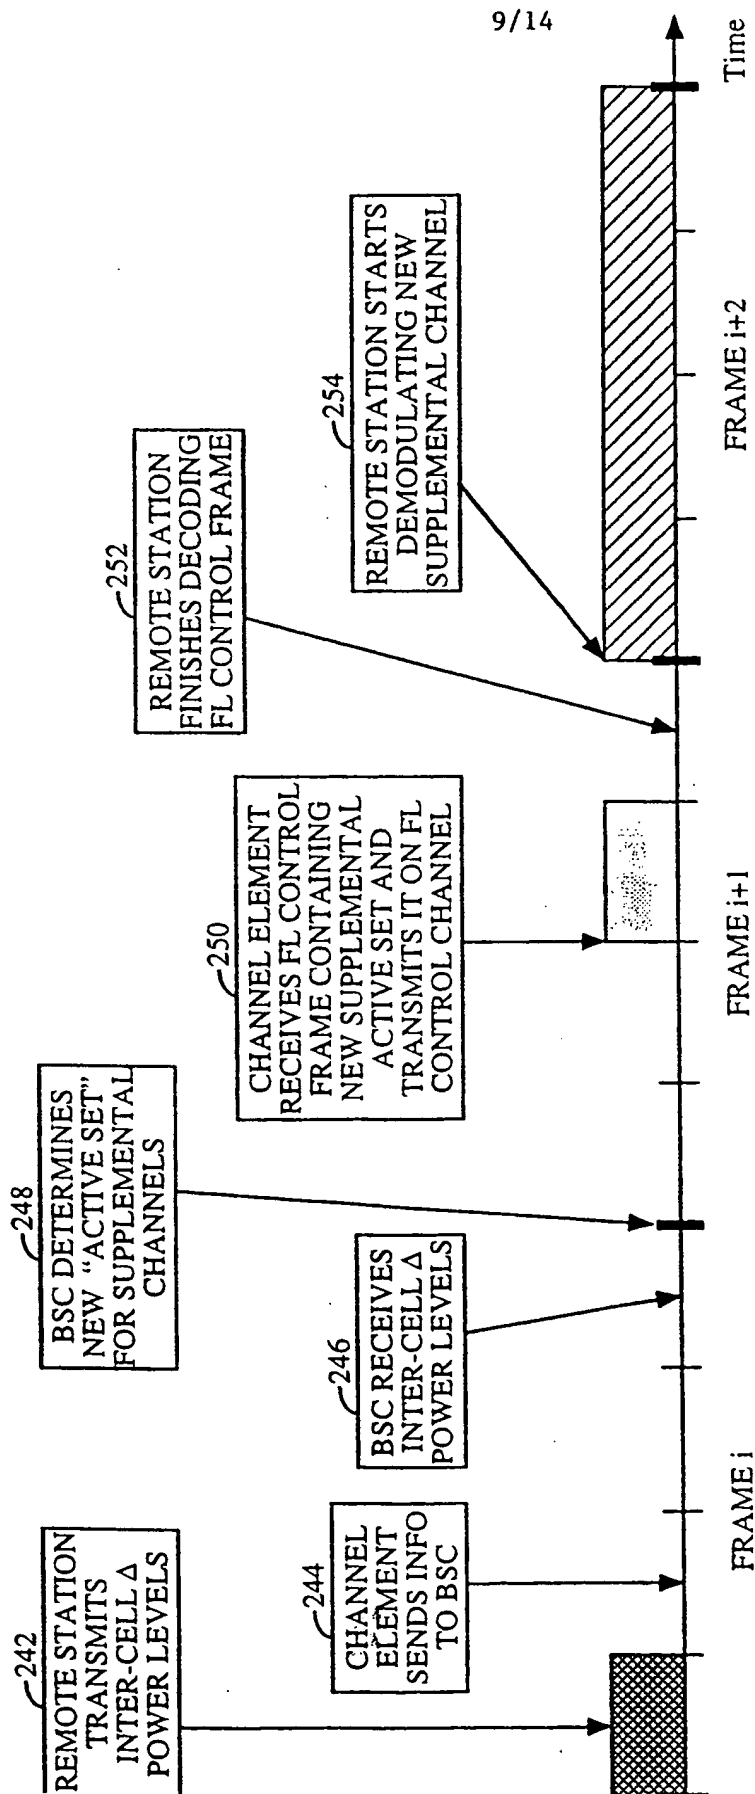 9/14
242
REMOTE STATION
TRANSMITS
INTER-CELL Δ
POWER LEVELS
244
CHANNEL
ELEMENT
SENDS INFO
TO BSC
246
BSC RECEIVES
INTER-CELL Δ
POWER LEVELS
248
BSC DETERMINES
NEW “ACTIVE SET”
FOR SUPPLEMENTAL
CHANNELS
250
CHANNEL ELEMENT
RECEIVES FL CONTROL
FRAME CONTAINING
NEW SUPPLEMENTAL
ACTIVE SET AND
TRANSMITS IT ON FL
CONTROL CHANNEL
252
REMOTE STATION
FINISHES DECODING
FL CONTROL FRAME
254
REMOTE STATION STARTS
DEMODULATING NEW
SUPPLEMENTAL CHANNEL
FRAME i
FRAME i+1
FRAME i+2
Time